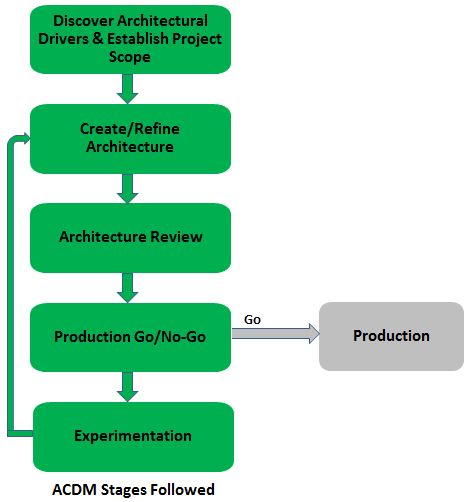 Discover Architectural
Drivers & Establish Project
Scope
Create/Refine
Architecture
Architecture Review
Production Go/No-Go
Go
Production
Experimentation
ACDM Stages Followed